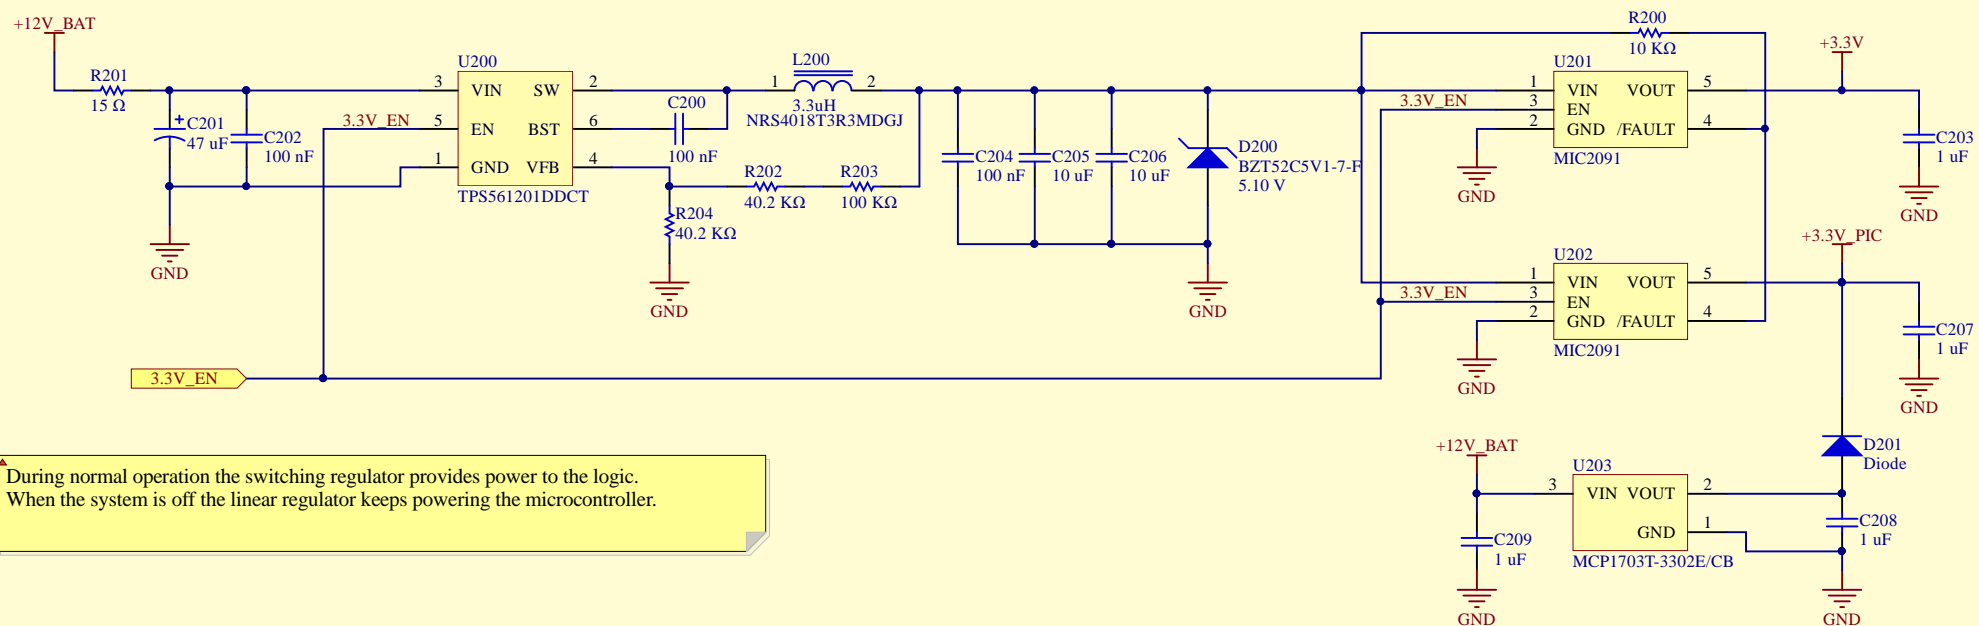 +12V_BAT
R201
15 Ω
C201
47 uF
C202
100 nF
GND
3.3V_EN
U200
3 VIN SW 2
5 EN BST 6
1 GND VFB 4
TPS561201DDCT
C200
100 nF
L200
1 2
3.3uH
NRS4018T3R3MDGJ
R202
40.2 KΩ
R203
100 KΩ
R204
40.2 KΩ
GND
C204
100 nF
C205
10 uF
C206
10 uF
D200
BZT52C5V1-7-F
5.10 V
GND
R200
10 KΩ
U201
1 VIN VOUT 5
3.3V_EN 3 EN
2 GND /FAULT 4
MIC2091
GND
+3.3V
C203
1 uF
GND
U202
1 VIN VOUT 5
3.3V_EN 3 EN
2 GND /FAULT 4
MIC2091
GND
+3.3V_PIC
C207
1 uF
GND
3.3V_EN
During normal operation the switching regulator provides power to the logic.
When the system is off the linear regulator keeps powering the microcontroller.
+12V_BAT
C209
1 uF
GND
U203
3 VIN VOUT 2
GND 1
MCP1703T-3302E/CB
D201
Diode
C208
1 uF
GND